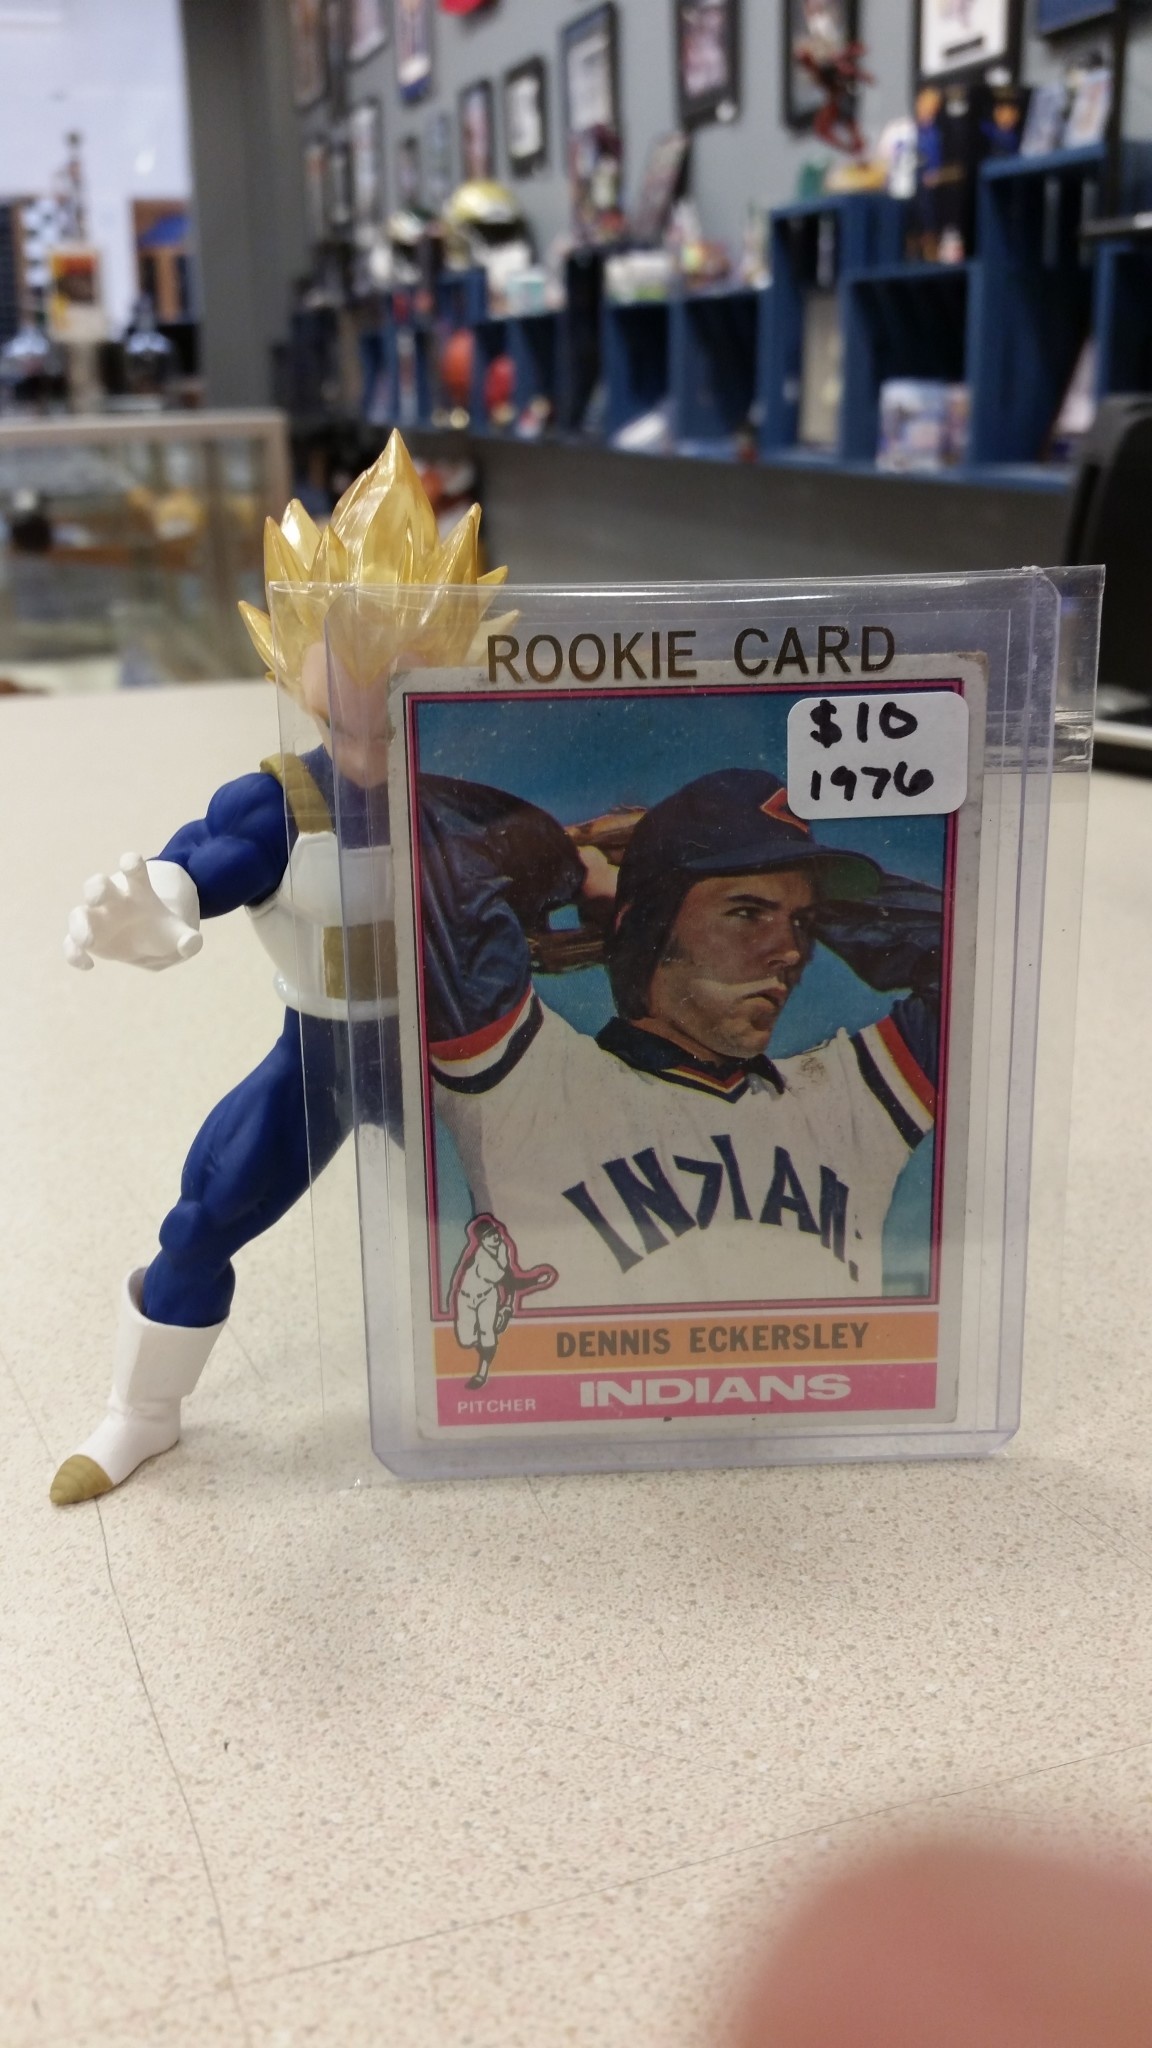 ROOKIE CARD
$10
1976
INDIAN
DENNIS ECKERSLEY
PITCHER INDIANS